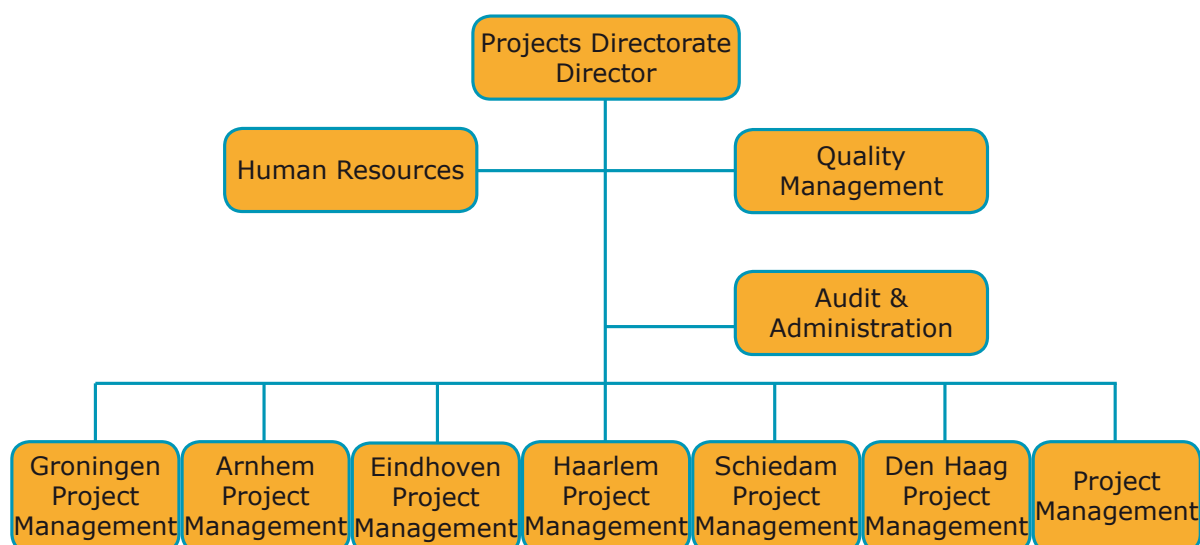 Projects Directorate
Director
Human Resources
Quality
Management
Audit &
Administration
Groningen
Project
Management
Arnhem
Project
Management
Eindhoven
Project
Management
Haarlem
Project
Management
Schiedam
Project
Management
Den Haag
Project
Management
Project
Management